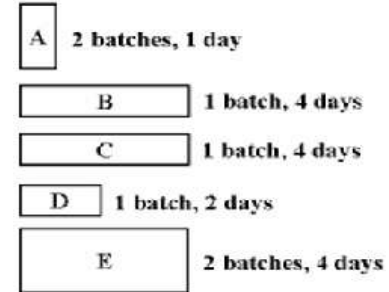 A 2 batches, 1 day
B 1 batch, 4 days
C 1 batch, 4 days
D 1 batch, 2 days
E 2 batches, 4 days